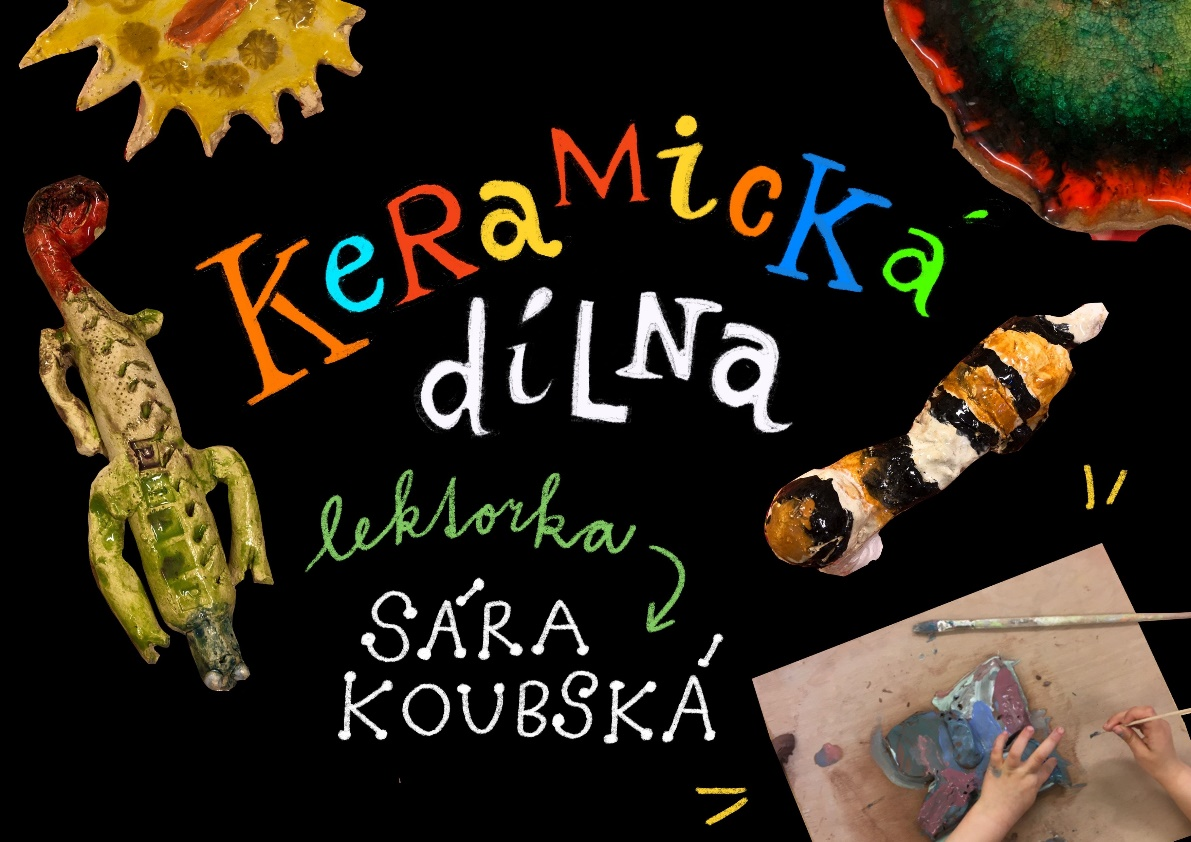 KeRaMicKá
díLNa
lektorka
SÁRA
KOUBSKÁ